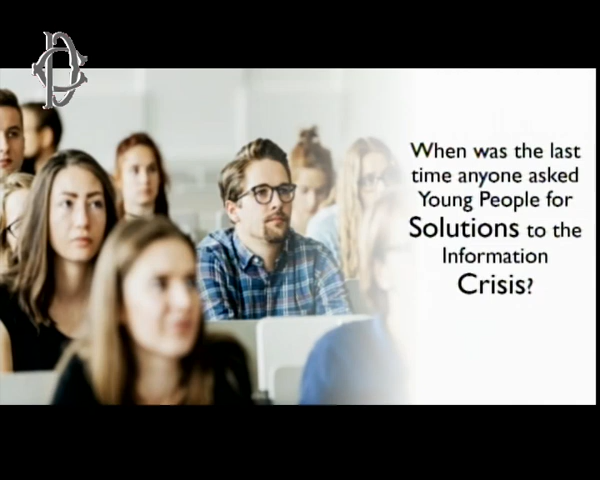 When was the last
time anyone asked
Young People for
Solutions to the
Information
Crisis?